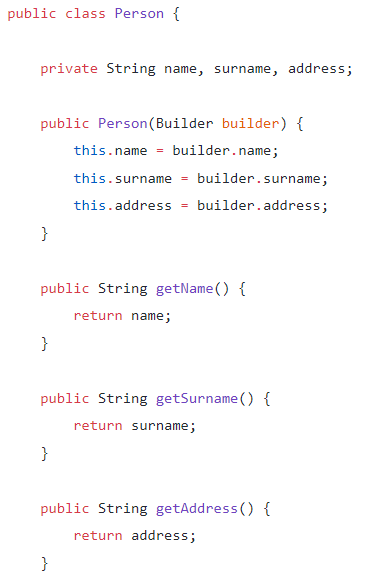 public class Person {
private String name, surname, address;
public Person(Builder builder) {
this.name = builder.name;
this.surname = builder.surname;
this.address = builder.address;
}
public String getName() {
return name;
}
public String getSurname() {
return surname;
}
public String getAddress() {
return address;
}